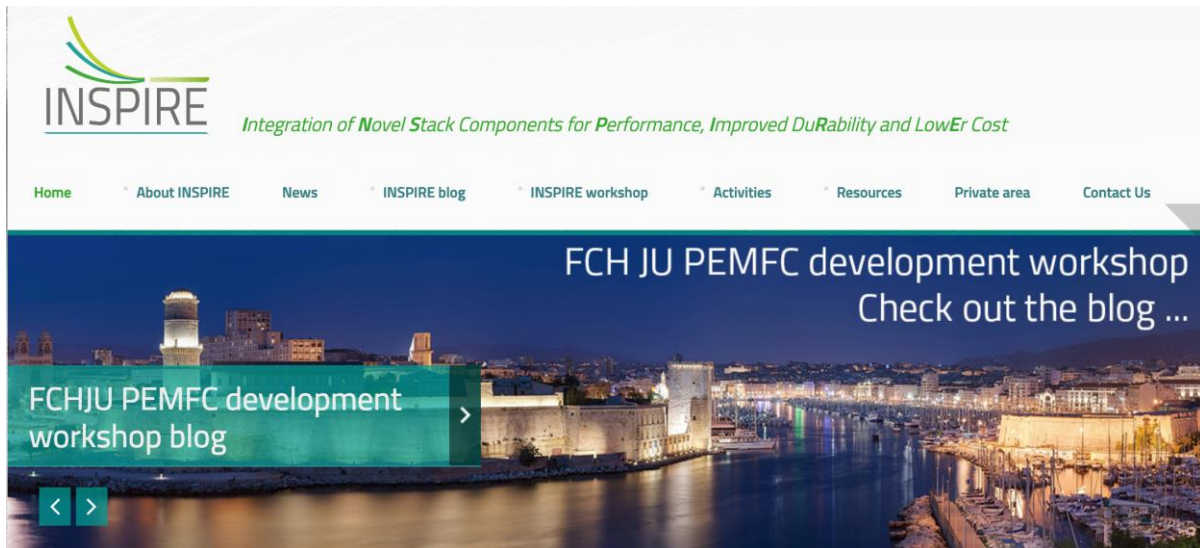 INSPIRE
Integration of Novel Stack Components for Performance, Improved DuRability and LowEr Cost
Home
About INSPIRE
News
INSPIRE blog
INSPIRE workshop
Activities
Resources
Private area
Contact Us
FCH JU PEMFC development workshop
Check out the blog ...
FCHJU PEMFC development
workshop blog